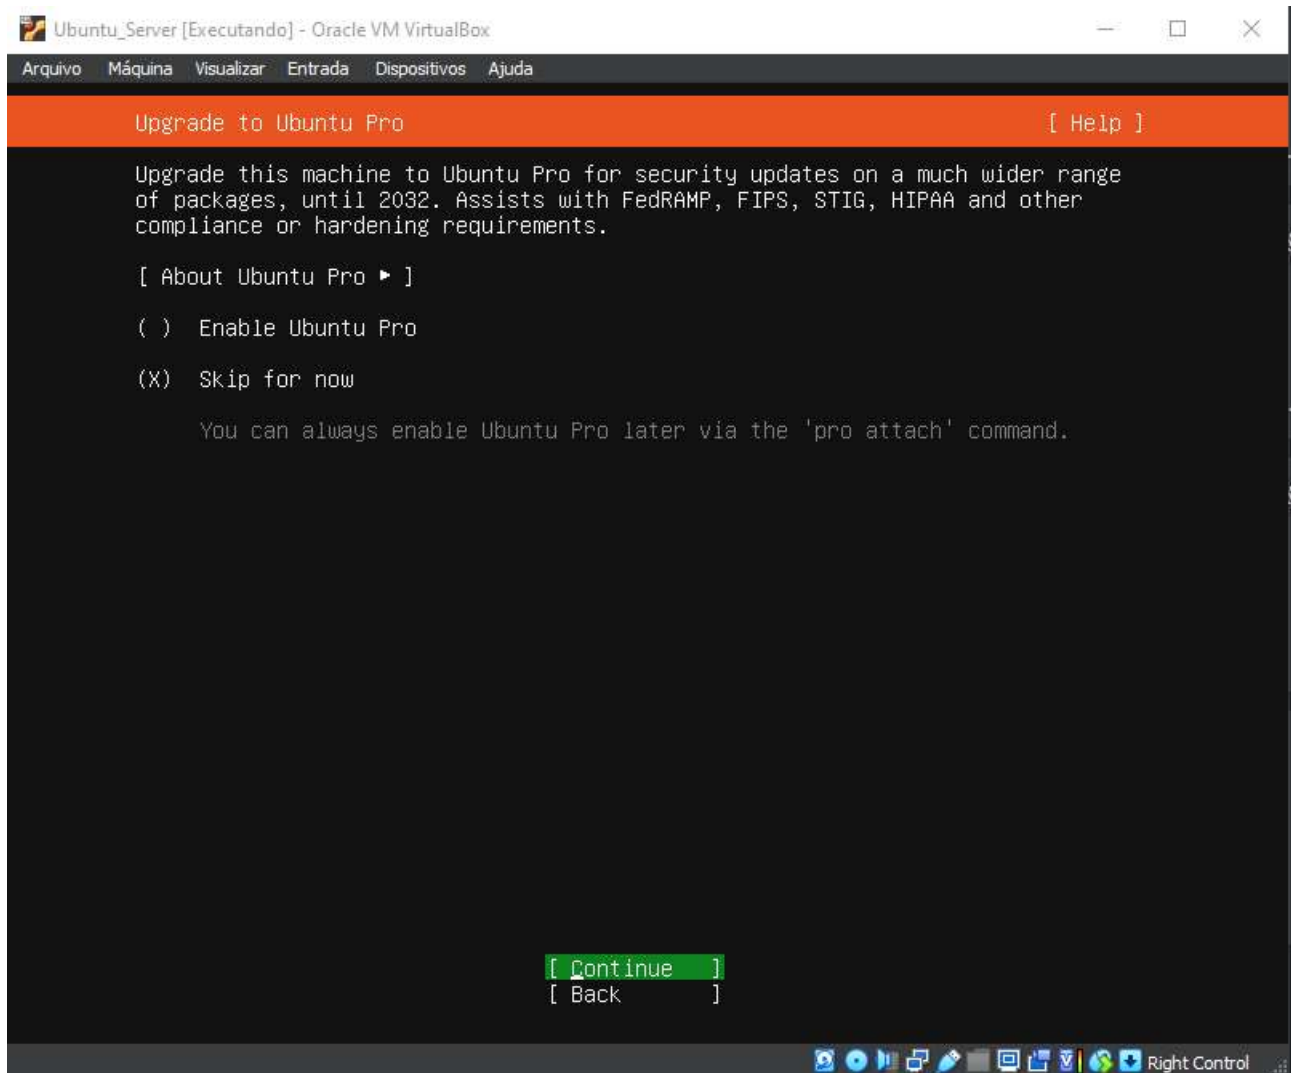 Ubuntu_Server [Executando] - Oracle VM VirtualBox
Arquivo Máquina Visualizar Entrada Dispositivos Ajuda
Upgrade to Ubuntu Pro [ Help ]
Upgrade this machine to Ubuntu Pro for security updates on a much wider range
of packages, until 2032. Assists with FedRAMP, FIPS, STIG, HIPAA and other
compliance or hardening requirements.
[ About Ubuntu Pro ► ]
( ) Enable Ubuntu Pro
(X) Skip for now
You can always enable Ubuntu Pro later via the 'pro attach' command.
[ Continue ]
[ Back ]
Right Control